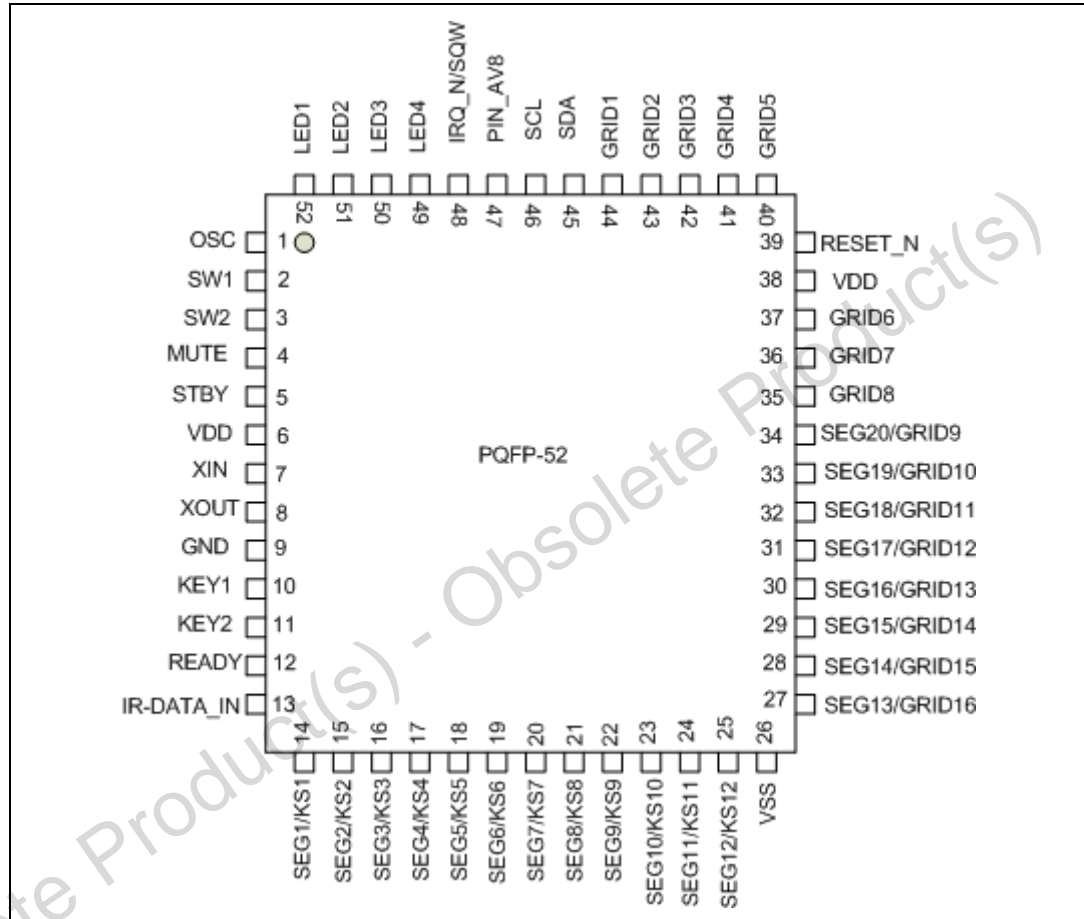 LED1
LED2
LED3
LED4
IRQ_N/SQW
PIN_AV8
SCL
SDA
GRID1
GRID2
GRID3
GRID4
GRID5
52
51
50
49
48
47
46
45
44
43
42
41
40
OSC 1
SW1 2
SW2 3
MUTE 4
STBY 5
VDD 6
XIN 7
XOUT 8
GND 9
KEY1 10
KEY2 11
READY 12
IR-DATA_IN 13
PQFP-52
39 RESET_N
38 VDD
37 GRID6
36 GRID7
35 GRID8
34 SEG20/GRID9
33 SEG19/GRID10
32 SEG18/GRID11
31 SEG17/GRID12
30 SEG16/GRID13
29 SEG15/GRID14
28 SEG14/GRID15
27 SEG13/GRID16
14
15
16
17
18
19
20
21
22
23
24
25
26
SEG1/KS1
SEG2/KS2
SEG3/KS3
SEG4/KS4
SEG5/KS5
SEG6/KS6
SEG7/KS7
SEG8/KS8
SEG9/KS9
SEG10/KS10
SEG11/KS11
SEG12/KS12
VSS
ete Product(s) - Obsolete Product(s)